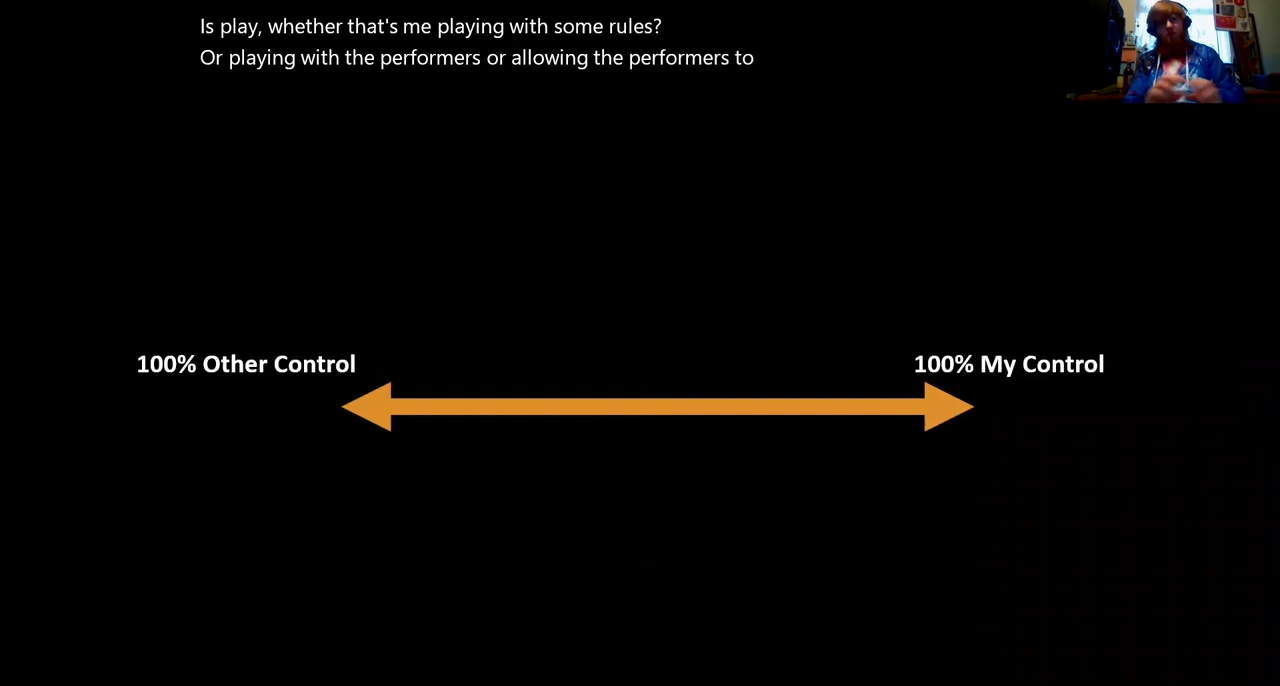 Is play, whether that's me playing with some rules?
Or playing with the performers or allowing the performers to
100% Other Control
100% My Control